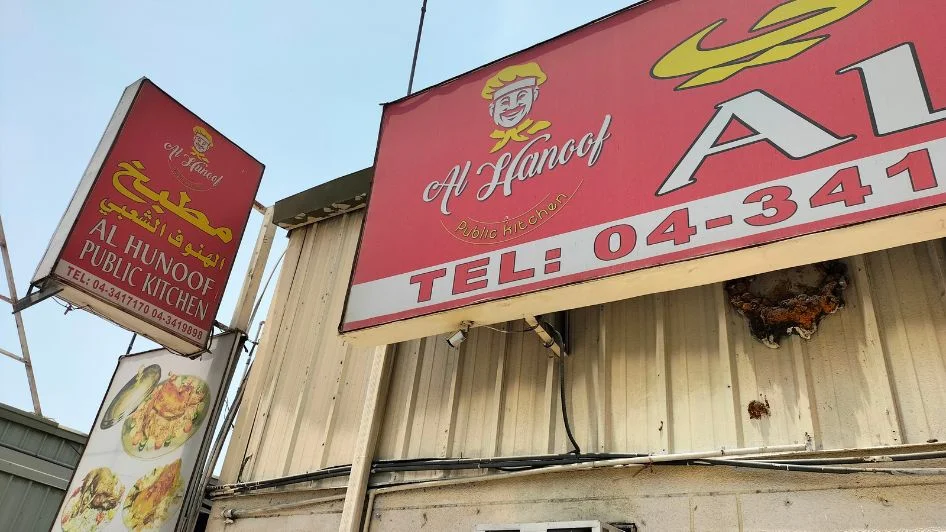 Al Hanoof
مطبخ
الهنوف الشعبي
AL HUNOOF
PUBLIC KITCHEN
TEL: 04-3417170 04-3419898
Al Hanoof
Public Kitchen
AL
TEL: 04-341